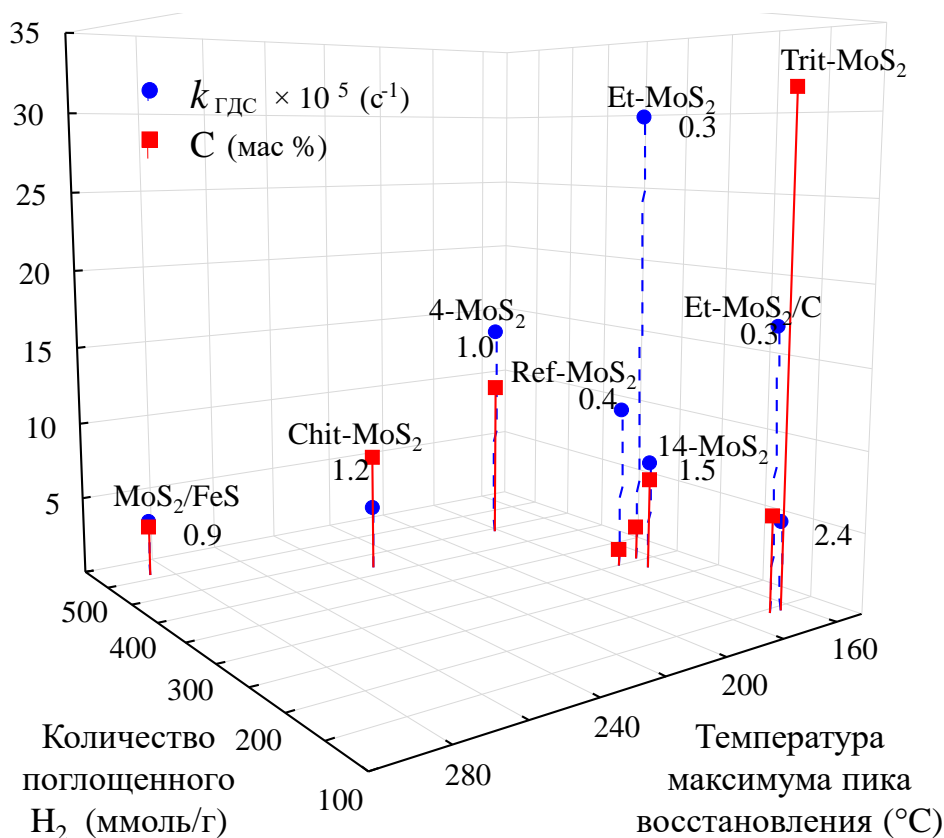 35
30
25
20
15
10
5
k ГДС × 10 5 (с-1)
C (мас %)
Trit-MoS2
Et-MoS2
0.3
4-MoS2
1.0
Et-MoS2/C
0.3
Ref-MoS2
0.4
Chit-MoS2
1.2
14-MoS2
1.5
MoS2/FeS
0.9
2.4
500
400
300
200
100
280
240
200
160
Количество
поглощенного
H2 (ммоль/г)
Температура
максимума пика
восстановления (°C)